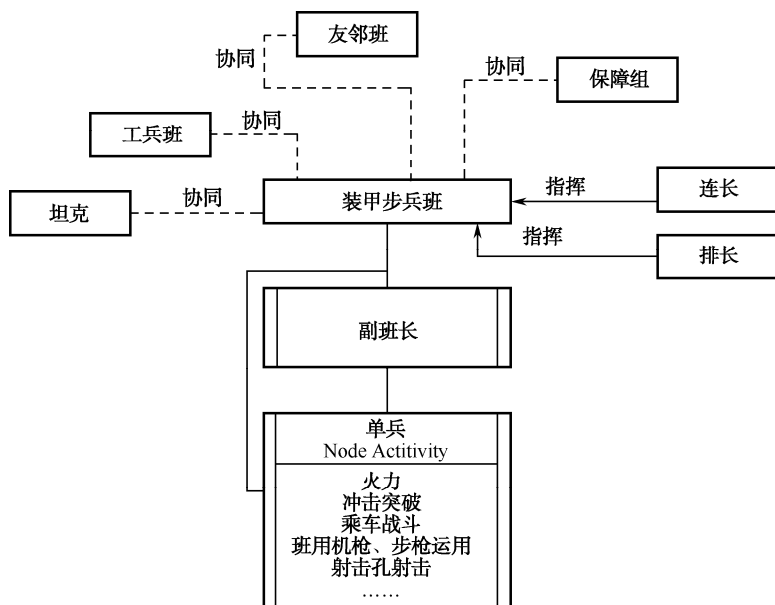 友邻班
协同
协同
保障组
工兵班
协同
坦克
协同
装甲步兵班
指挥
连长
指挥
排长
副班长
单兵
Node Actitivity
火力
冲击突破
乘车战斗
班用机枪、步枪运用
射击孔射击
……